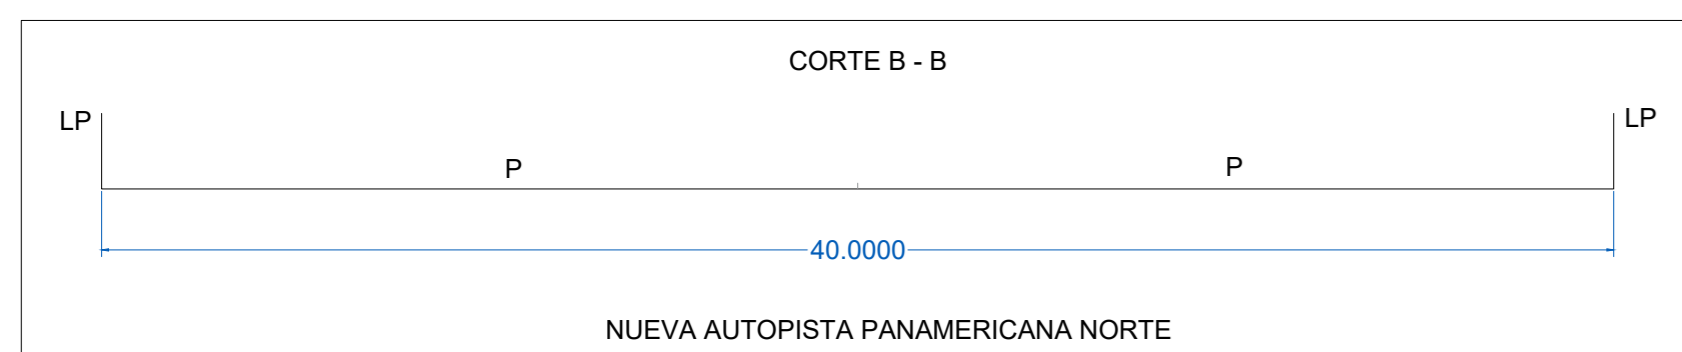 CORTE B - B
LP
LP
P
P
40.0000
NUEVA AUTOPISTA PANAMERICANA NORTE